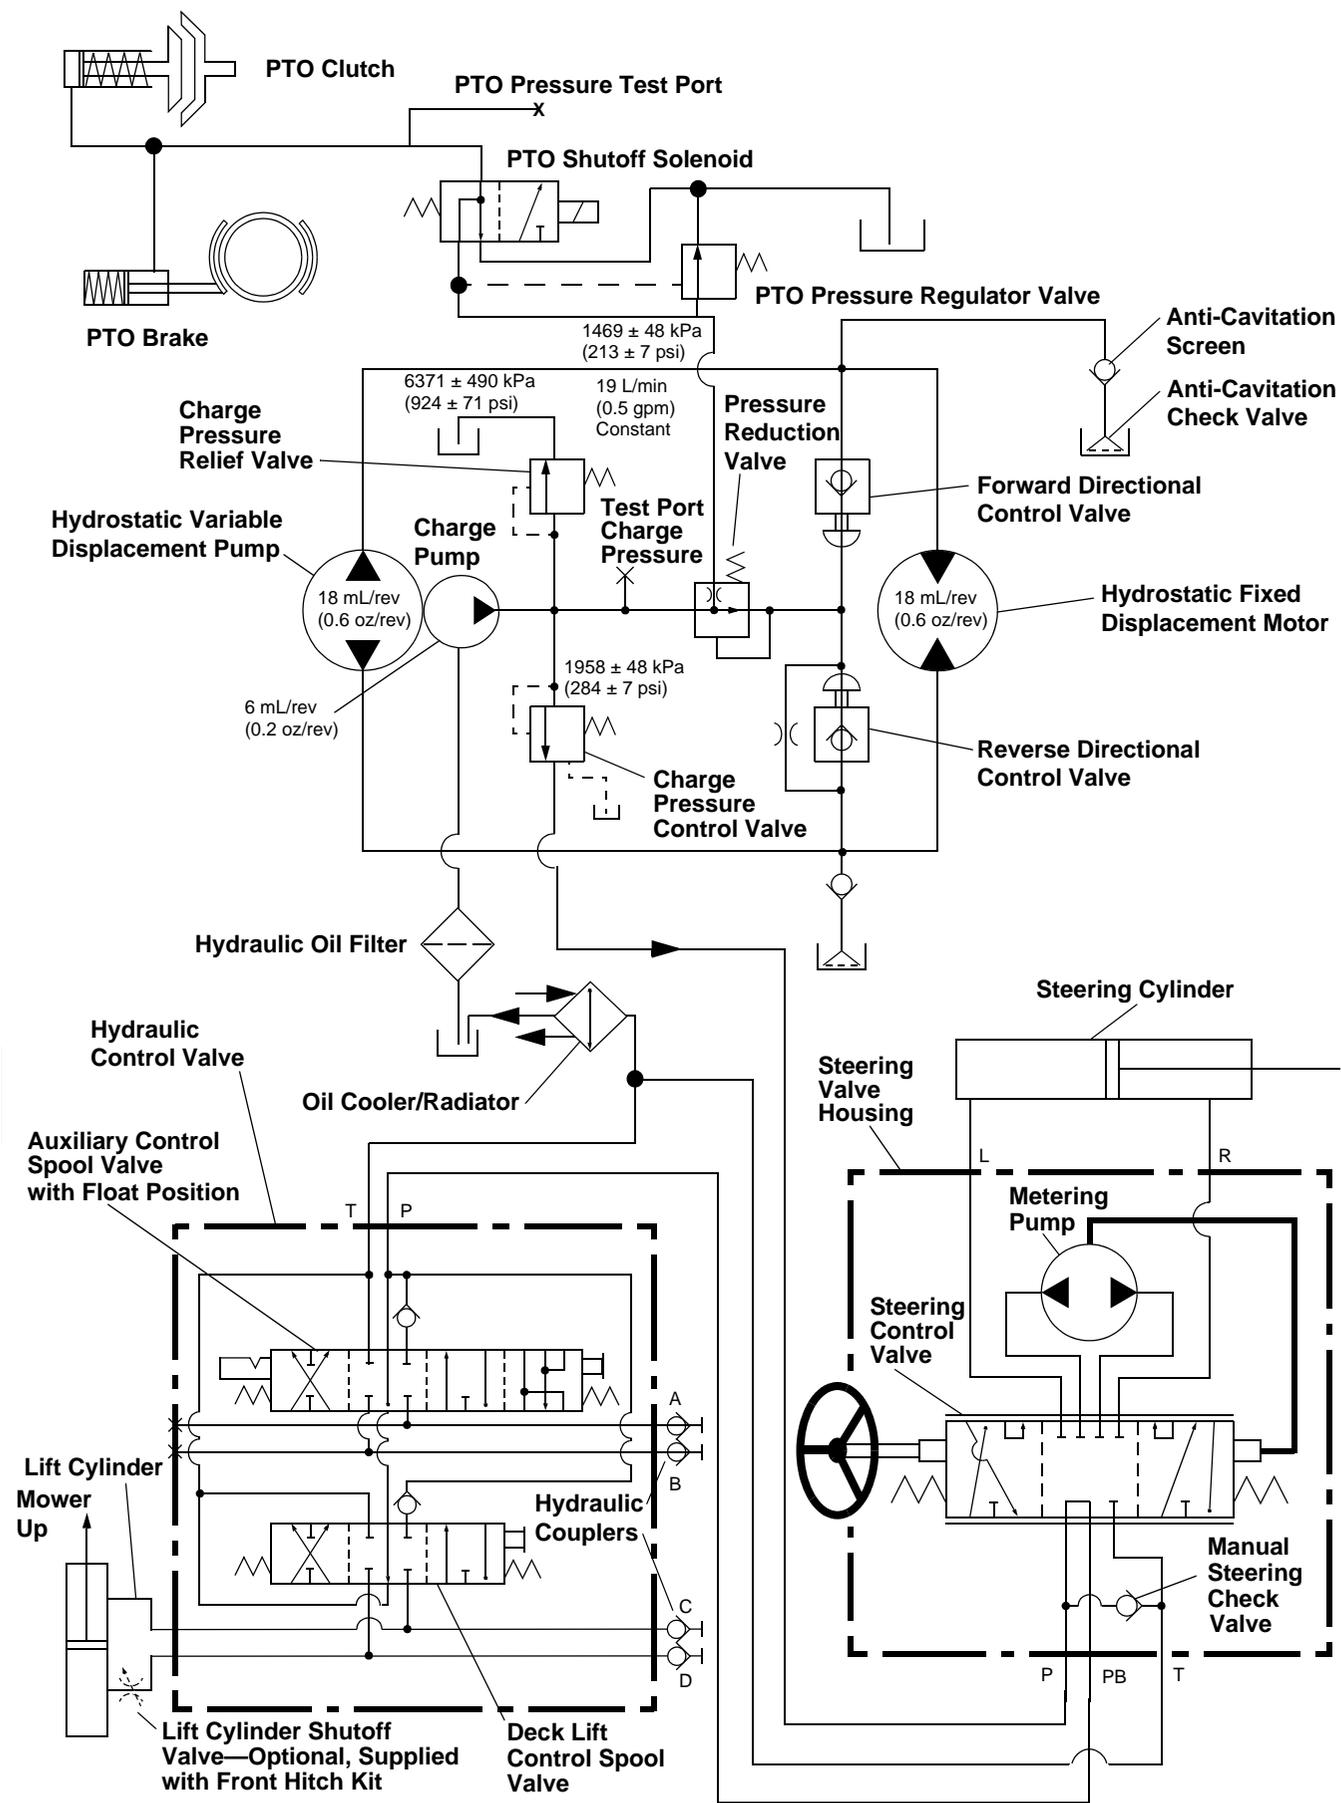 PTO Clutch
PTO Pressure Test Port
X
PTO Shutoff Solenoid
PTO Pressure Regulator Valve
PTO Brake
Anti-Cavitation
Screen
Anti-Cavitation
Check Valve
1469 ± 48 kPa
(213 ± 7 psi)
6371 ± 490 kPa
(924 ± 71 psi)
19 L/min
(0.5 gpm)
Constant
Charge
Pressure
Relief Valve
Pressure
Reduction
Valve
Forward Directional
Control Valve
Hydrostatic Variable
Displacement Pump
Charge
Pump
Test Port
Charge
Pressure
18 mL/rev
(0.6 oz/rev)
18 mL/rev
(0.6 oz/rev)
Hydrostatic Fixed
Displacement Motor
6 mL/rev
(0.2 oz/rev)
1958 ± 48 kPa
(284 ± 7 psi)
Charge
Pressure
Control Valve
Reverse Directional
Control Valve
Hydraulic Oil Filter
Steering Cylinder
Hydraulic
Control Valve
Oil Cooler/Radiator
Steering
Valve
Housing
Auxiliary Control
Spool Valve
with Float Position
L
R
T
P
Metering
Pump
Steering
Control
Valve
A
B
Lift Cylinder
Mower
Up
Hydraulic
Couplers
Manual
Steering
Check
Valve
C
D
P
PB
T
Lift Cylinder Shutoff
Valve—Optional, Supplied
with Front Hitch Kit
Deck Lift
Control Spool
Valve